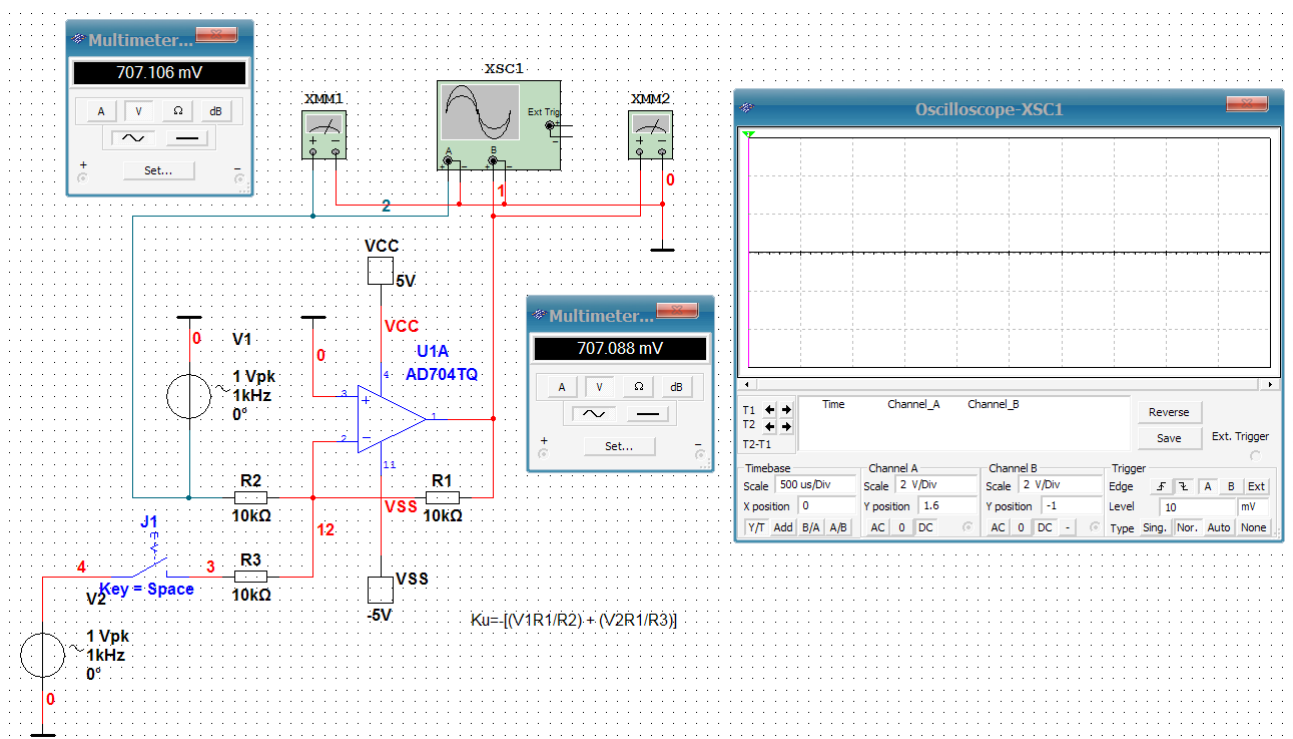 Multimeter...
707.106 mV
A V Ω dB
+ Set... -
XMM1
+ -
XSC1
Ext Trig
+
-
A B
+ - + -
XMM2
+ -
0
1
2
VCC
5V
VCC
0
V1
1 Vpk
1kHz
0°
0
U1A
AD704TQ
4
3
+
1
2
-
11
R2
10kΩ
R1
10kΩ
VSS
12
J1
Key = Space
4
3
R3
10kΩ
VSS
-5V
V2
1 Vpk
1kHz
0°
0
Ku=-[(V1R1/R2) + (V2R1/R3)]
Multimeter...
707.088 mV
A V Ω dB
+ Set... -
Oscilloscope-XSC1
T1
T2
T2-T1
Time Channel_A Channel_B
Reverse
Save
Ext. Trigger
Timebase
Scale 500 us/Div
X position 0
Y/T Add B/A A/B
Channel A
Scale 2 V/Div
Y position 1.6
AC 0 DC
Channel B
Scale 2 V/Div
Y position -1
AC 0 DC -
Trigger
Edge A B Ext
Level 10 mV
Type Sing. Nor. Auto None